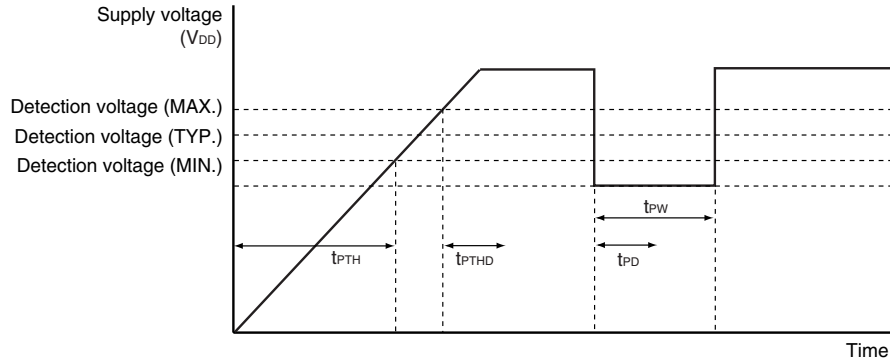 Supply voltage
(VDD)
Detection voltage (MAX.)
Detection voltage (TYP.)
Detection voltage (MIN.)
tPW
tPTH
tPTHD
tPD
Time